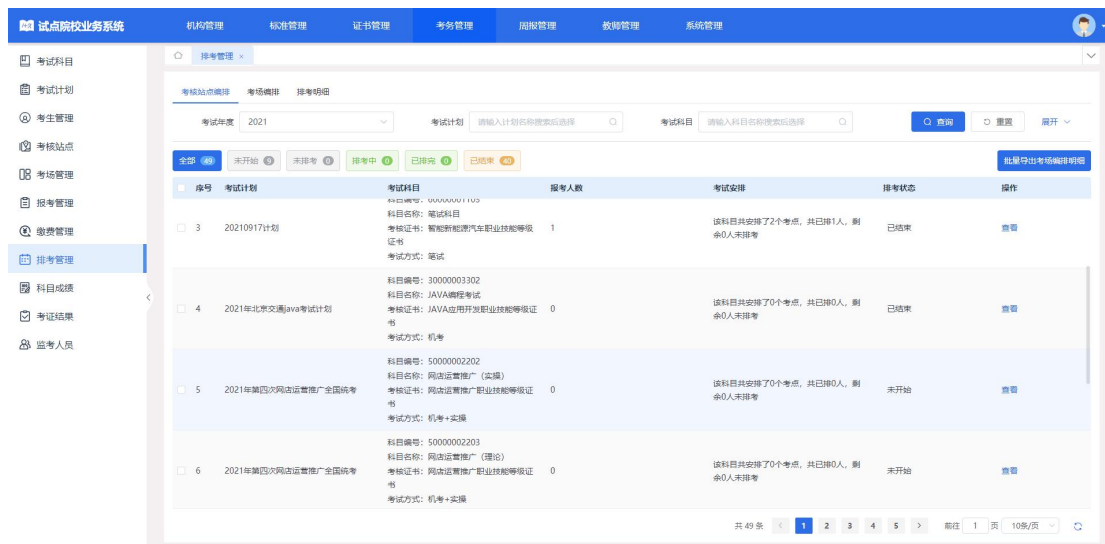 试点院校业务系统
机构管理 标准管理 证书管理 考务管理 周报管理 教师管理 系统管理
考试科目
考试计划
考生管理
考核站点
考场管理
报考管理
缴费管理
排考管理
科目成绩
考证结果
监考人员
排考管理 ×
考核站点编排 考场编排 排考明细
考试年度 2021 考试计划 请输入计划名称搜索后选择 考试科目 请输入科目名称搜索后选择 查询 重置 展开
全部 49 未开始 9 未排考 0 排考中 0 已排完 0 已结束 40 批量导出考场编排明细
序号 考试计划 考试科目 报考人数 考试安排 排考状态 操作
科目编号：60000001103
科目名称：笔试科目
3 20210917计划 考核证书：智能新能源汽车职业技能等级 1 该科目共安排了2个考点，共已排1人，剩 已结束 查看
证书 余0人未排考
考试方式：笔试
科目编号：30000003302
科目名称：JAVA编程考试
4 2021年北京交通java考试计划 考核证书：JAVA应用开发职业技能等级证 0 该科目共安排了0个考点，共已排0人，剩 已结束 查看
书 余0人未排考
考试方式：机考
科目编号：50000002202
科目名称：网店运营推广（实操）
5 2021年第四次网店运营推广全国统考 考核证书：网店运营推广职业技能等级证 0 该科目共安排了0个考点，共已排0人，剩 未开始 查看
书 余0人未排考
考试方式：机考+实操
科目编号：50000002203
科目名称：网店运营推广（理论）
6 2021年第四次网店运营推广全国统考 考核证书：网店运营推广职业技能等级证 0 该科目共安排了0个考点，共已排0人，剩 未开始 查看
书 余0人未排考
考试方式：机考+实操
共 49 条 < 1 2 3 4 5 > 前往 1 页 10条/页